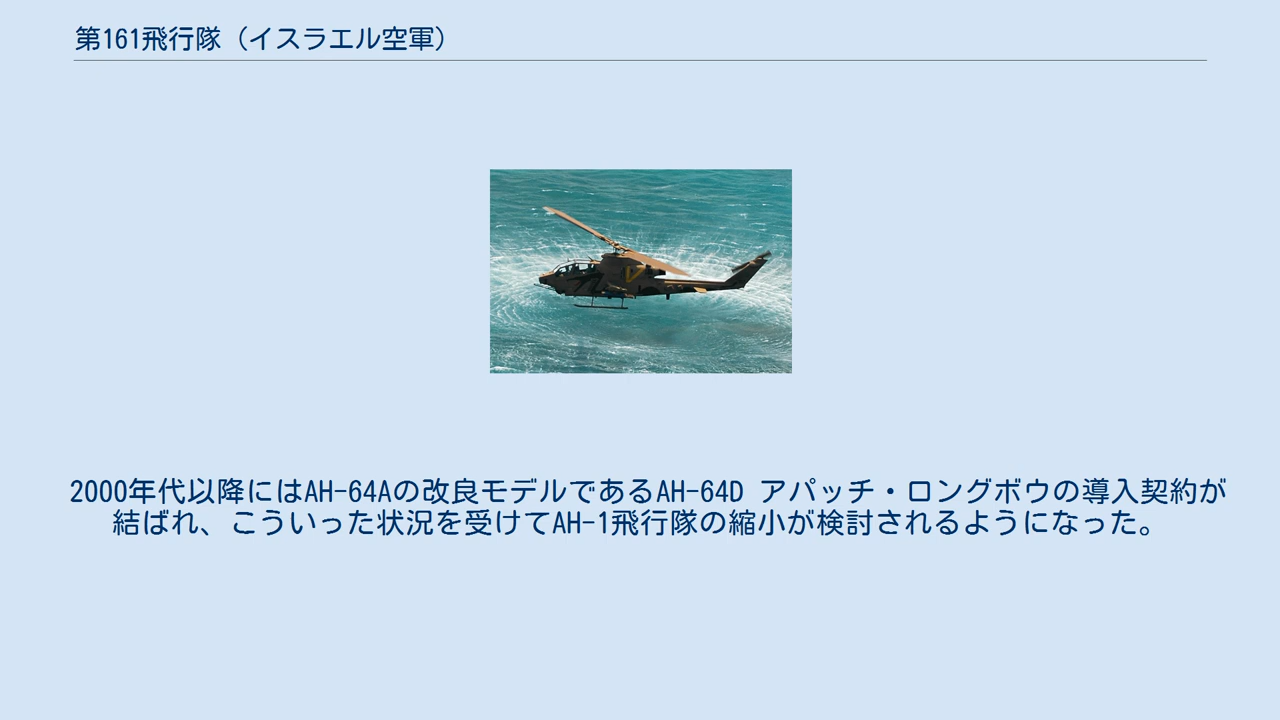 第161飛行隊（イスラエル空軍）
2000年代以降にはAH-64Aの改良モデルであるAH-64D アパッチ・ロングボウの導入契約が
結ばれ、こういった状況を受けてAH-1飛行隊の縮小が検討されるようになった。